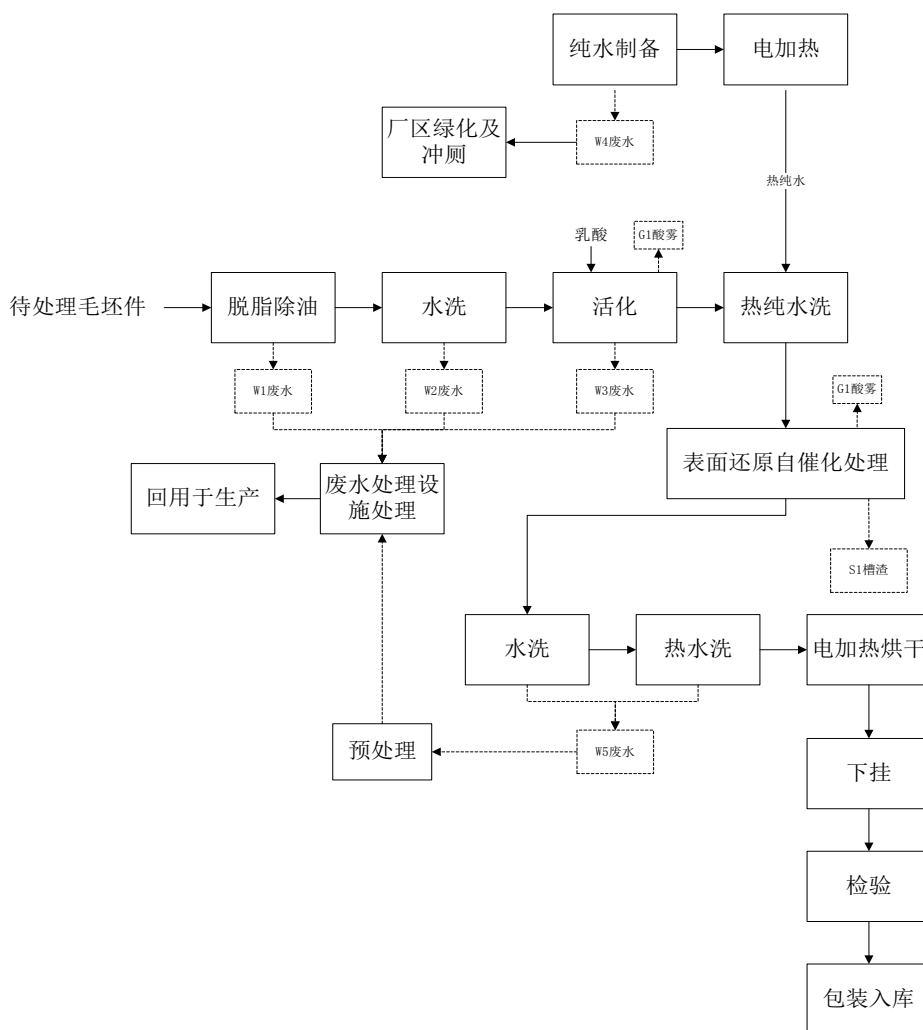 纯水制备
电加热
厂区绿化及
冲厕
W4废水
热纯水
乳酸
G1酸雾
待处理毛坯件
脱脂除油
水洗
活化
热纯水洗
W1废水
W2废水
W3废水
G1酸雾
表面还原自催化处理
回用于生产
废水处理设
施处理
S1槽渣
水洗
热水洗
电加热烘干
预处理
W5废水
下挂
检验
包装入库